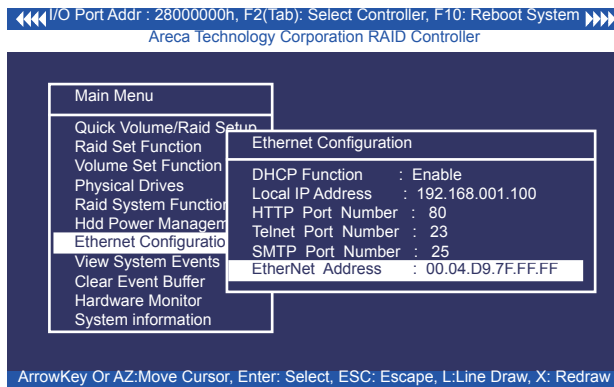 I/O Port Addr : 28000000h, F2(Tab): Select Controller, F10: Reboot System
Areca Technology Corporation RAID Controller
Main Menu
Quick Volume/Raid Setup
Raid Set Function
Volume Set Function
Physical Drives
Raid System Function
Hdd Power Managem
Ethernet Configuratio
View System Events
Clear Event Buffer
Hardware Monitor
System information
Ethernet Configuration
DHCP Function : Enable
Local IP Address : 192.168.001.100
HTTP Port Number : 80
Telnet Port Number : 23
SMTP Port Number : 25
EtherNet Address : 00.04.D9.7F.FF.FF
ArrowKey Or AZ:Move Cursor, Enter: Select, ESC: Escape, L:Line Draw, X: Redraw